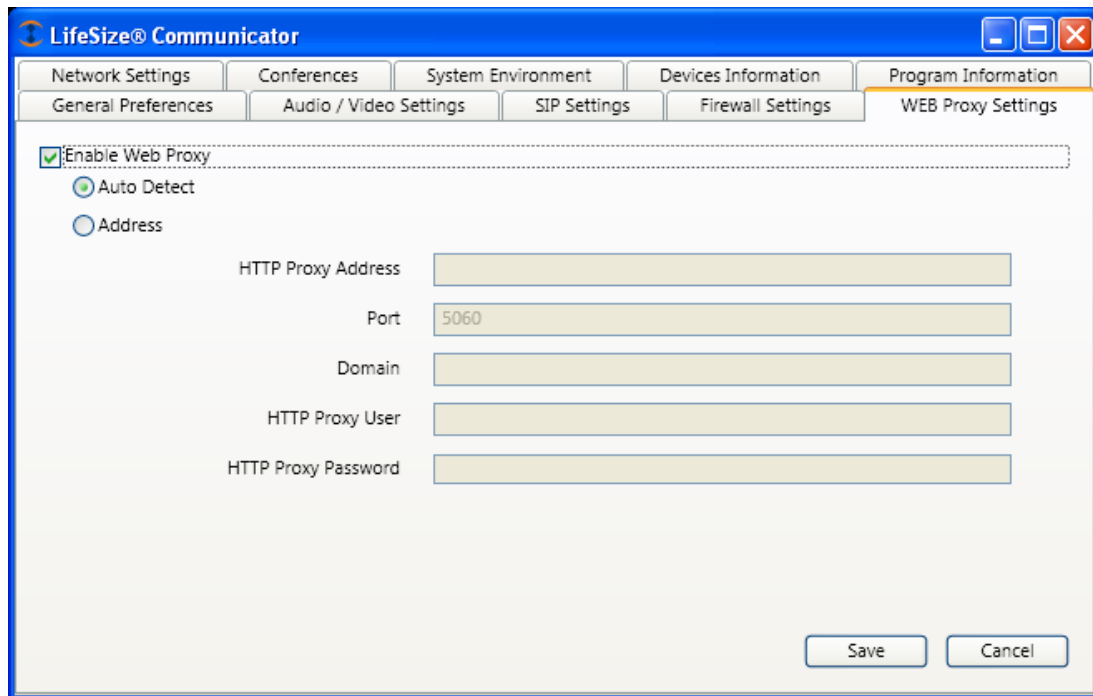 LifeSize® Communicator
Network Settings Conferences System Environment Devices Information Program Information
General Preferences Audio / Video Settings SIP Settings Firewall Settings WEB Proxy Settings
Enable Web Proxy
Auto Detect
Address
HTTP Proxy Address
Port 5060
Domain
HTTP Proxy User
HTTP Proxy Password
Save Cancel